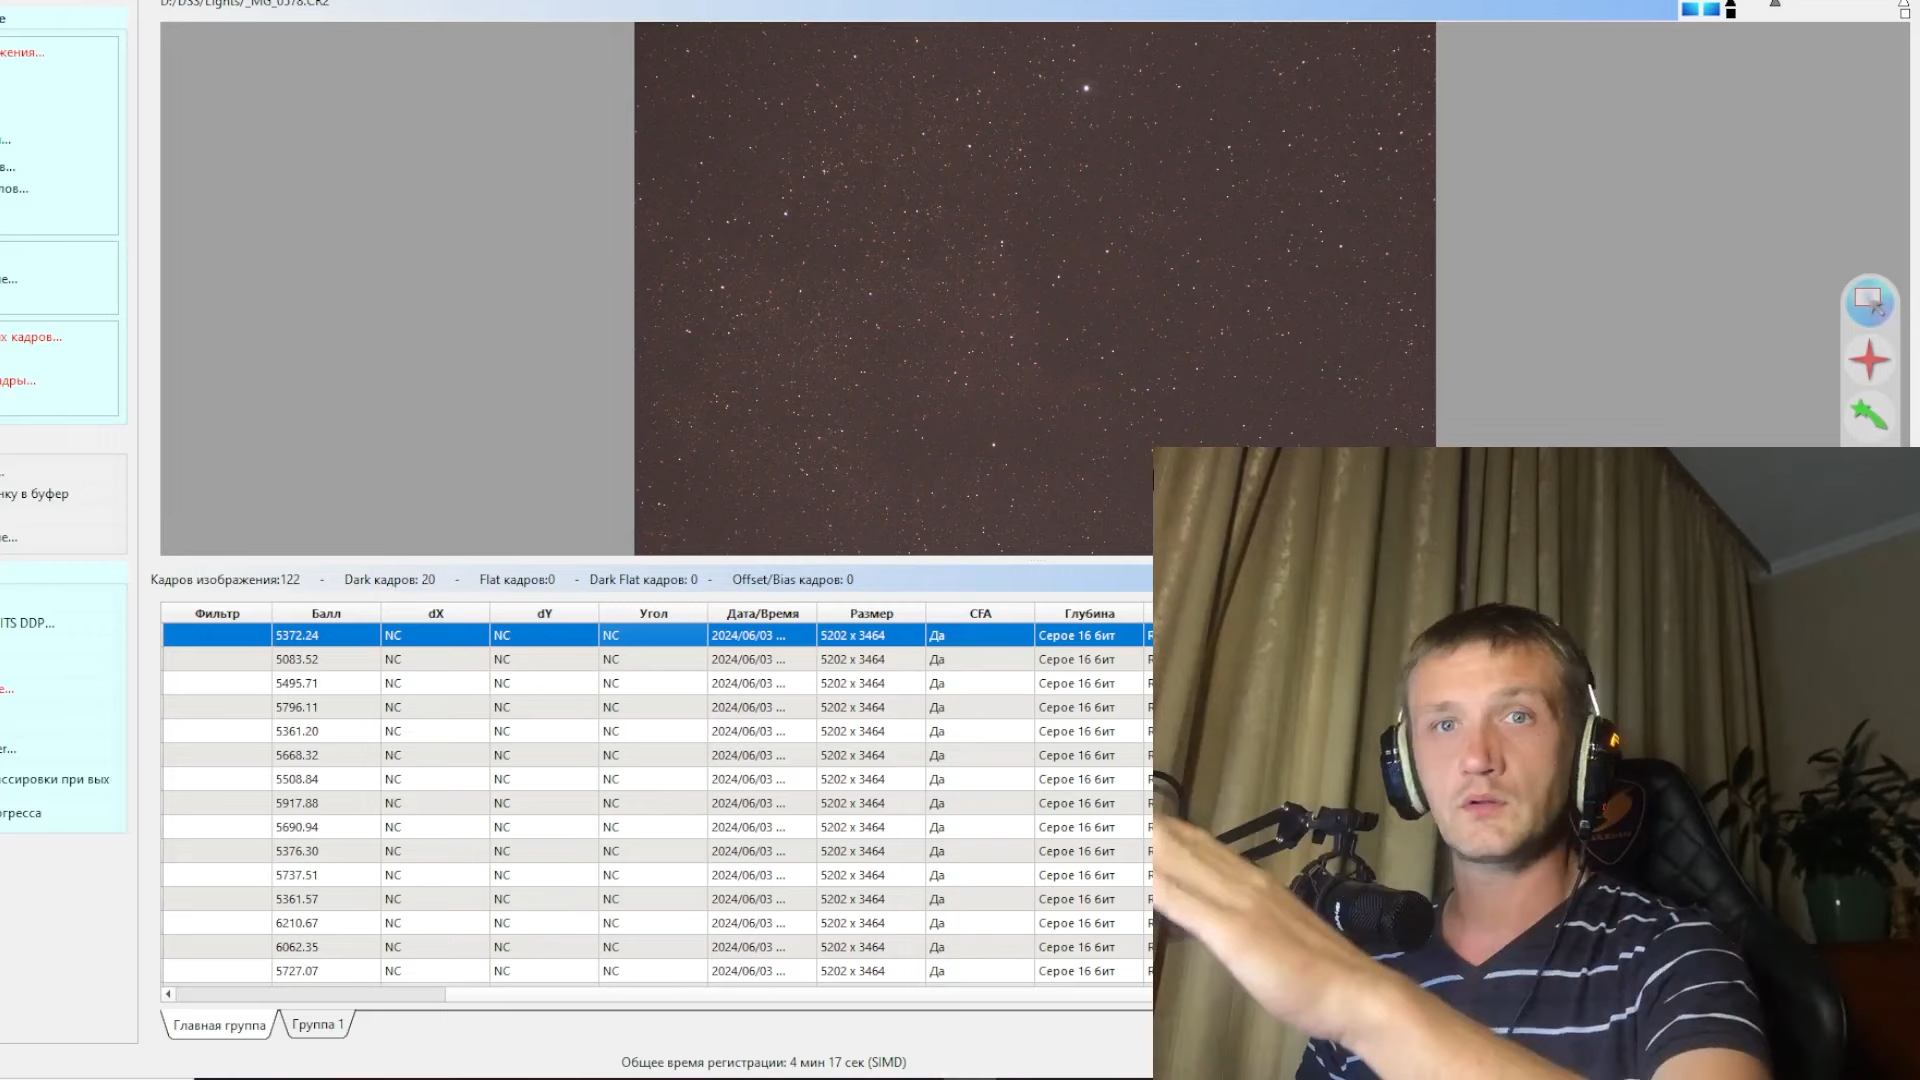 D:/DSS/Lights/_MG_0578.CR2
е
жения...
...
в...
лов...
е...
х кадров...
адры...
..
нку в буфер
е...
ITS DDP...
е...
er...
ассировки при вых
огресса
Кадров изображения:122 - Dark кадров: 20 - Flat кадров:0 - Dark Flat кадров: 0 - Offset/Bias кадров: 0
Фильтр Балл dX dY Угол Дата/Время Размер CFA Глубина
5372.24 NC NC NC 2024/06/03 ... 5202 x 3464 Да Серое 16 бит
5083.52 NC NC NC 2024/06/03 ... 5202 x 3464 Да Серое 16 бит
5495.71 NC NC NC 2024/06/03 ... 5202 x 3464 Да Серое 16 бит
5796.11 NC NC NC 2024/06/03 ... 5202 x 3464 Да Серое 16 бит
5361.20 NC NC NC 2024/06/03 ... 5202 x 3464 Да Серое 16 бит
5668.32 NC NC NC 2024/06/03 ... 5202 x 3464 Да Серое 16 бит
5508.84 NC NC NC 2024/06/03 ... 5202 x 3464 Да Серое 16 бит
5917.88 NC NC NC 2024/06/03 ... 5202 x 3464 Да Серое 16 бит
5690.94 NC NC NC 2024/06/03 ... 5202 x 3464 Да Серое 16 бит
5376.30 NC NC NC 2024/06/03 ... 5202 x 3464 Да Серое 16 бит
5737.51 NC NC NC 2024/06/03 ... 5202 x 3464 Да Серое 16 бит
5361.57 NC NC NC 2024/06/03 ... 5202 x 3464 Да Серое 16 бит
6210.67 NC NC NC 2024/06/03 ... 5202 x 3464 Да Серое 16 бит
6062.35 NC NC NC 2024/06/03 ... 5202 x 3464 Да Серое 16 бит
5727.07 NC NC NC 2024/06/03 ... 5202 x 3464 Да Серое 16 бит
Главная группа Группа 1
Общее время регистрации: 4 мин 17 сек (SIMD)